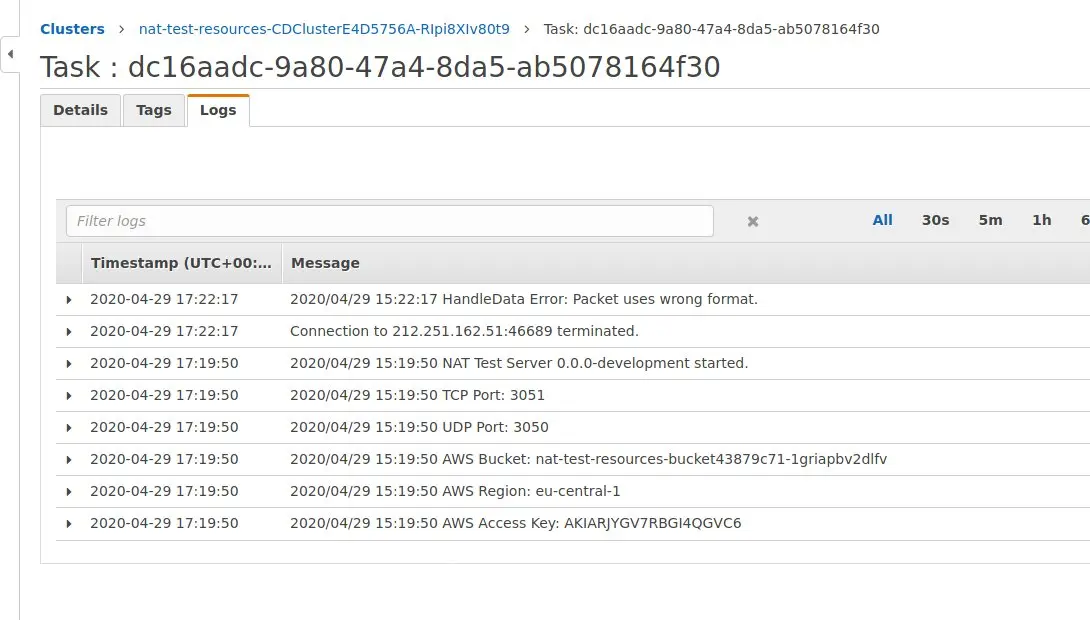 Clusters > nat-test-resources-CDClusterE4D5756A-RIpi8XIv80t9 > Task: dc16aadc-9a80-47a4-8da5-ab5078164f30
Task : dc16aadc-9a80-47a4-8da5-ab5078164f30
Details Tags Logs
Filter logs All 30s 5m 1h 6
Timestamp (UTC+00:... Message
2020-04-29 17:22:17 2020/04/29 15:22:17 HandleData Error: Packet uses wrong format.
2020-04-29 17:22:17 Connection to 212.251.162.51:46689 terminated.
2020-04-29 17:19:50 2020/04/29 15:19:50 NAT Test Server 0.0.0-development started.
2020-04-29 17:19:50 2020/04/29 15:19:50 TCP Port: 3051
2020-04-29 17:19:50 2020/04/29 15:19:50 UDP Port: 3050
2020-04-29 17:19:50 2020/04/29 15:19:50 AWS Bucket: nat-test-resources-bucket43879c71-1griapbv2dlfv
2020-04-29 17:19:50 2020/04/29 15:19:50 AWS Region: eu-central-1
2020-04-29 17:19:50 2020/04/29 15:19:50 AWS Access Key: AKIARJYGV7RBGI4QGVC6